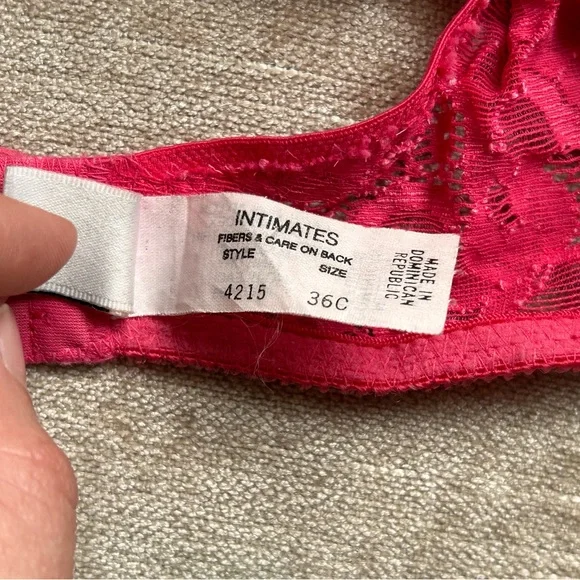 INTIMATES
FIBERS & CARE ON BACK
STYLE SIZE
4215 36C
MADE IN
DOMINICAN
REPUBLIC